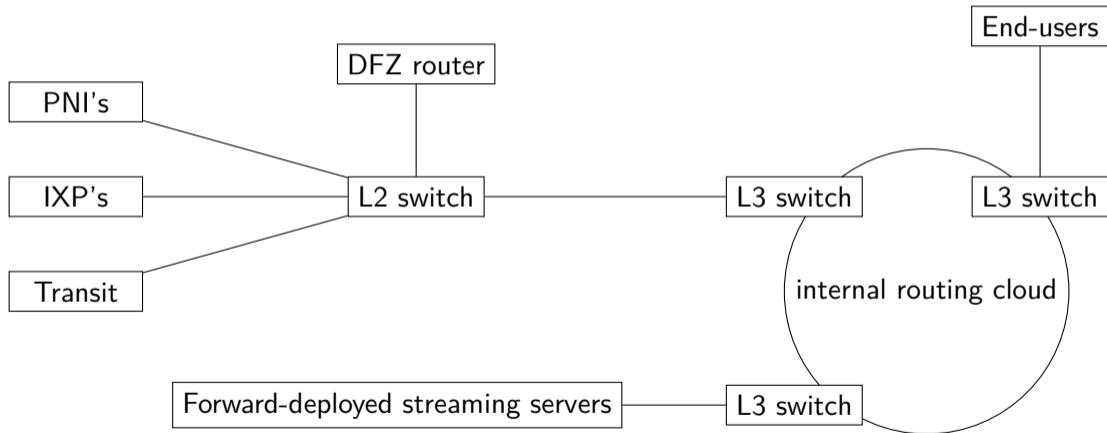 End-users
DFZ router
PNI's
IXP's
L2 switch
L3 switch
L3 switch
Transit
internal routing cloud
Forward-deployed streaming servers
L3 switch